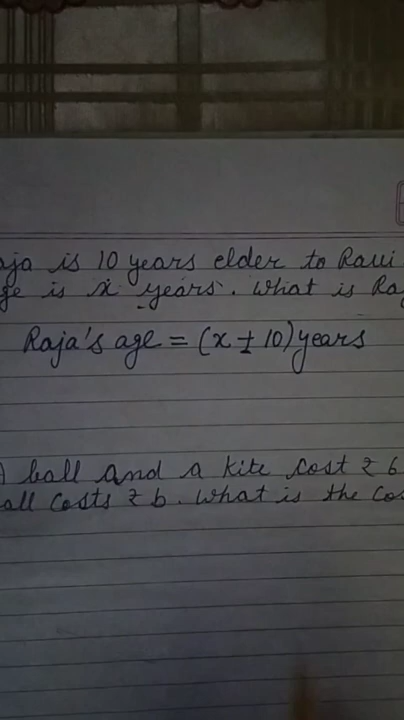 aja is 10 years elder to Ravi
ge is x years. What is Ra
Raja's age = (x ± 10) years
ball and a kite cost ₹ 6
all costs ₹ b. What is the co